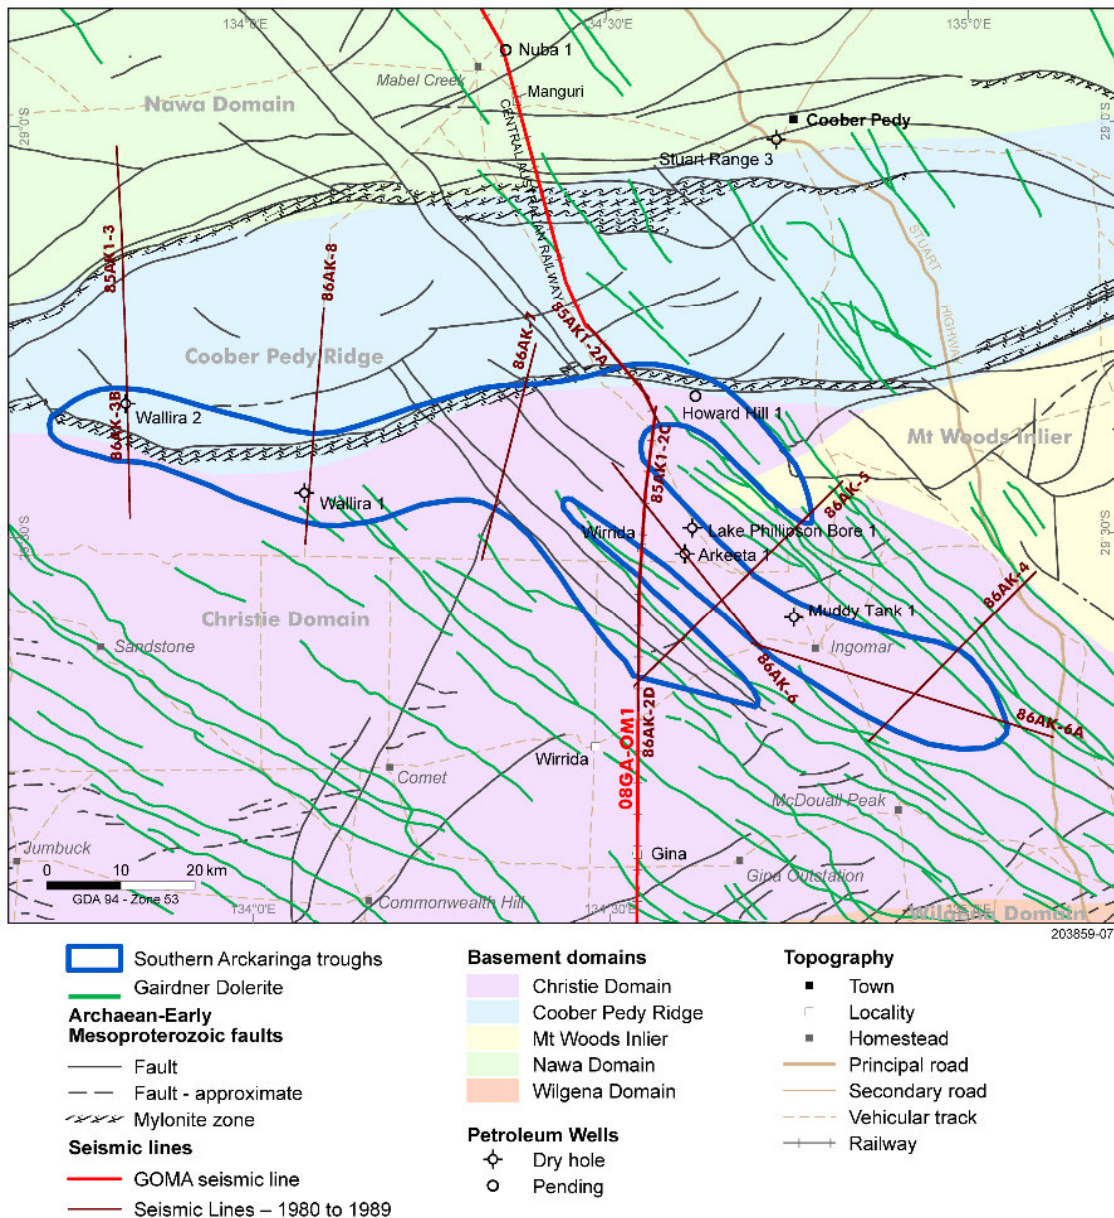 134°0'E
134°30'E
135°0'E
Nuba 1
Mabel Creek
Manguri
Nawa Domain
CENTRAL AUSTRALIAN RAILWAY
Coober Pedy
29°0'S
29°0'S
Stuart Range 3
85AK1-3
86AK-8
STUART
HIGHWAY
86AK-7
85AK1-2A
Coober Pedy Ridge
Wallira 2
86AK-3B
Howard Hill 1
85AK1-2C
Mt Woods Inlier
86AK-5
Wallira 1
Wirrida
Lake Phillipson Bore 1
Arkeeta 1
29°30'S
29°30'S
86AK-4
Christie Domain
Muddy Tank 1
Sandstone
Ingomar
86AK-6
86AK-6A
86AK-2D
08GA-OM1
Wirrida
Comet
McDouall Peak
Jumbuck
Gina
Gina Outstation
0 10 20 km
GDA 94 - Zone 53
134°0'E
Commonwealth Hill
134°30'E
135°0'E
Wilgena Domain
203859-07
Southern Arckaringa troughs
Gairdner Dolerite
Archaean-Early
Mesoproterozoic faults
Fault
Fault - approximate
Mylonite zone
Seismic lines
GOMA seismic line
Seismic Lines – 1980 to 1989
Basement domains
Christie Domain
Coober Pedy Ridge
Mt Woods Inlier
Nawa Domain
Wilgena Domain
Petroleum Wells
Dry hole
Pending
Topography
Town
Locality
Homestead
Principal road
Secondary road
Vehicular track
Railway